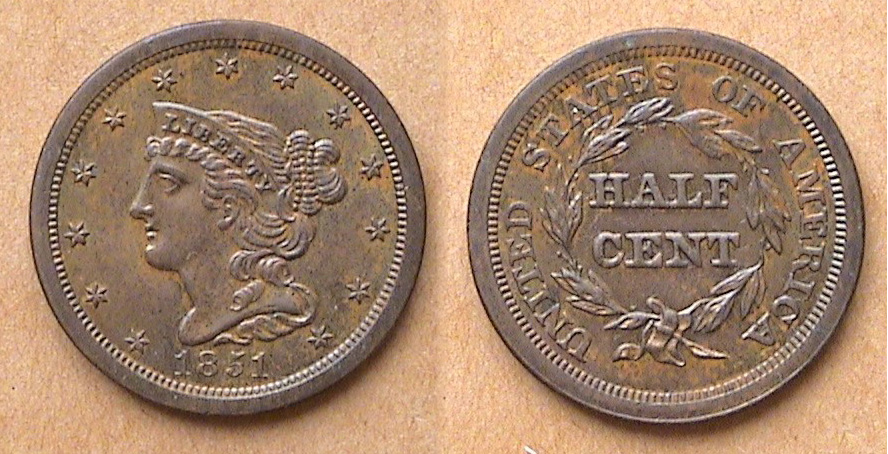 LIBERTY
1851
UNITED STATES OF AMERICA
HALF
CENT